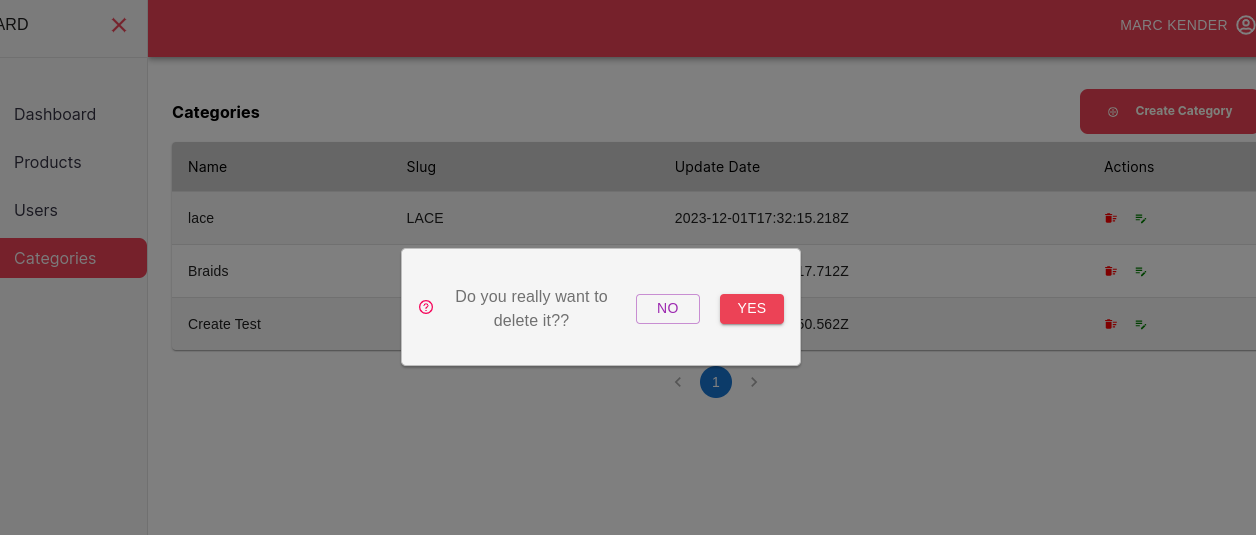 ARD
MARC KENDER
Dashboard
Products
Users
Categories
Categories
Create Category
Name Slug Update Date Actions
lace LACE 2023-12-01T17:32:15.218Z
Braids 17.712Z
Create Test 50.562Z
Do you really want to
delete it??
NO YES
1